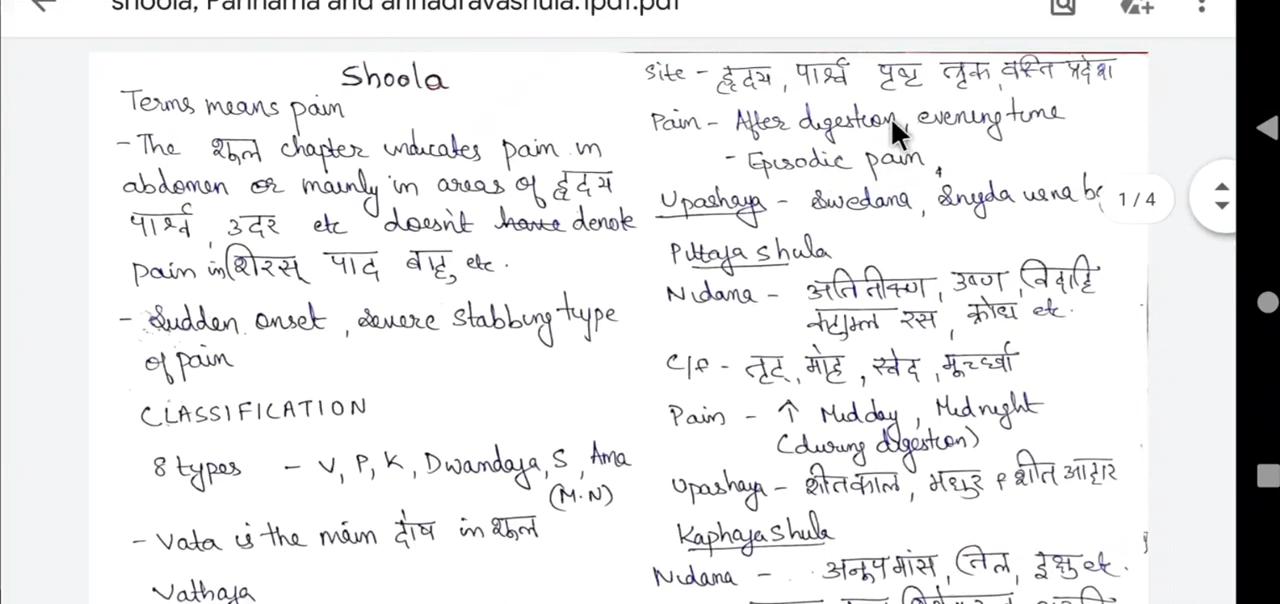 shoola, Parinama and annadravashula.1pdf.pdf
Shoola
Terms means pain
- The शूल chapter indicates pain in
abdomen or mainly in areas of हृदय
पार्श्व, उदर etc doesn't have denote
pain in शिरस् पाद बाहु, etc.
- Sudden onset, severe stabbing type
of pain
CLASSIFICATION
8 types - V, P, K, Dwandaja, S, Ama
(M.N)
- Vata is the main दोष in शूल
Vathaja
Site - हृदय, पार्श्व पृष्ठ त्रिक, वस्ति प्रदेश
Pain - After digestion, evening time
- Episodic pain
Upashaya - Swedana, Snigda usna
Pittaja shula
Nidana - अति तीक्ष्ण, उष्ण, विदाहि
कट्वम्ल रस, क्रोध etc.
C/F - तृट्, मोह, स्वेद, मूर्च्छा
Pain - ↑ Midday, Midnight
(during digestion)
Upashaya - शीतकाल, मधुर शीत आहार
Kaphaja shula
Nidana - अनूप मांस, तिल, इक्षु etc.
1/4